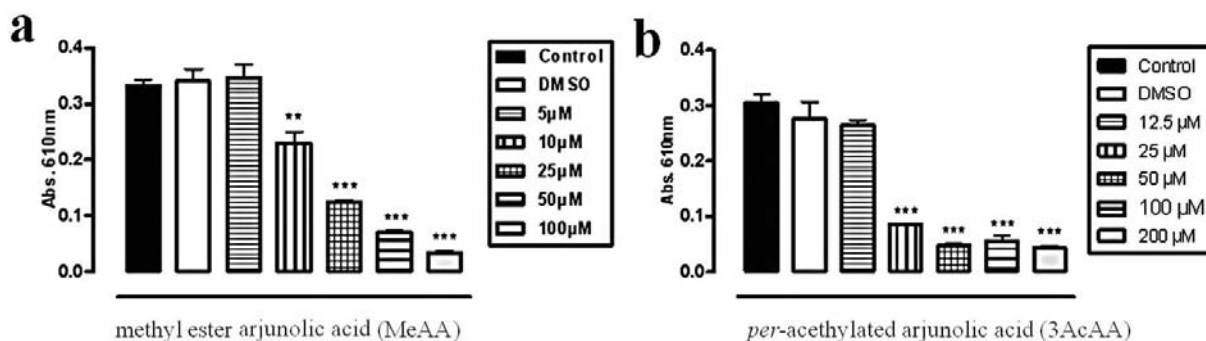 a
0.4
0.3
0.2
0.1
0.0
Abs. 610nm
**
***
***
***
Control
DMSO
5µM
10µM
25µM
50µM
100µM
methyl ester arjunolic acid (MeAA)
b
0.4
0.3
0.2
0.1
0.0
Abs. 610nm
***
***
***
***
Control
DMSO
12.5 µM
25 µM
50 µM
100 µM
200 µM
per-acethylated arjunolic acid (3AcAA)